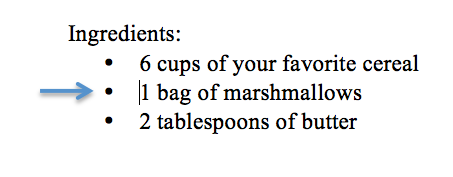 Ingredients:
• 6 cups of your favorite cereal
• 1 bag of marshmallows
• 2 tablespoons of butter